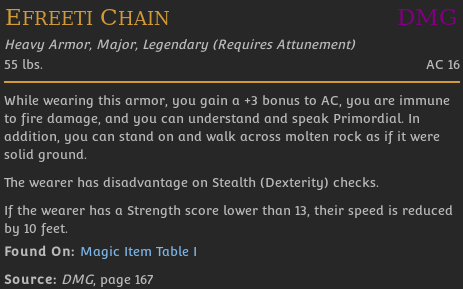 EFREETI CHAIN DMG
Heavy Armor, Major, Legendary (Requires Attunement)
55 lbs. AC 16
While wearing this armor, you gain a +3 bonus to AC, you are immune
to fire damage, and you can understand and speak Primordial. In
addition, you can stand on and walk across molten rock as if it were
solid ground.
The wearer has disadvantage on Stealth (Dexterity) checks.
If the wearer has a Strength score lower than 13, their speed is reduced
by 10 feet.
Found On: Magic Item Table I
Source: DMG, page 167